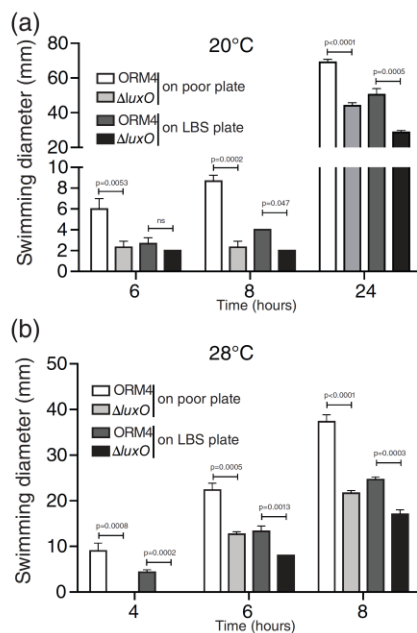 (a)
20°C
Swimming diameter (mm)
80
60
40
20
10
8
6
4
2
0
ORM4
ΔluxO
on poor plate
ORM4
ΔluxO
on LBS plate
p=0.0053
ns
p=0.0002
p=0.047
p<0.0001
p=0.0005
6
8
24
Time (hours)
(b)
28°C
Swimming diameter (mm)
50
40
30
20
10
0
ORM4
ΔluxO
on poor plate
ORM4
ΔluxO
on LBS plate
p=0.0008
p=0.0002
p=0.0005
p=0.0013
p<0.0001
p=0.0003
4
6
8
Time (hours)